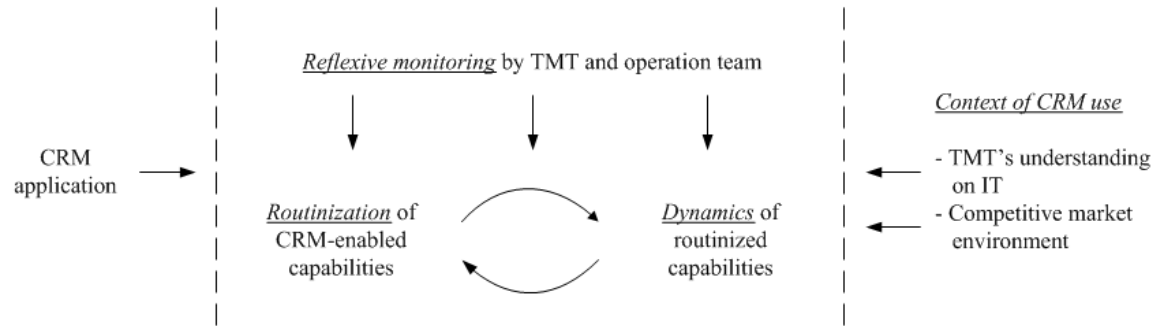 Reflexive monitoring by TMT and operation team
CRM
application
Routinization of
CRM-enabled
capabilities
Dynamics of
routinized
capabilities
Context of CRM use
- TMT's understanding
on IT
- Competitive market
environment